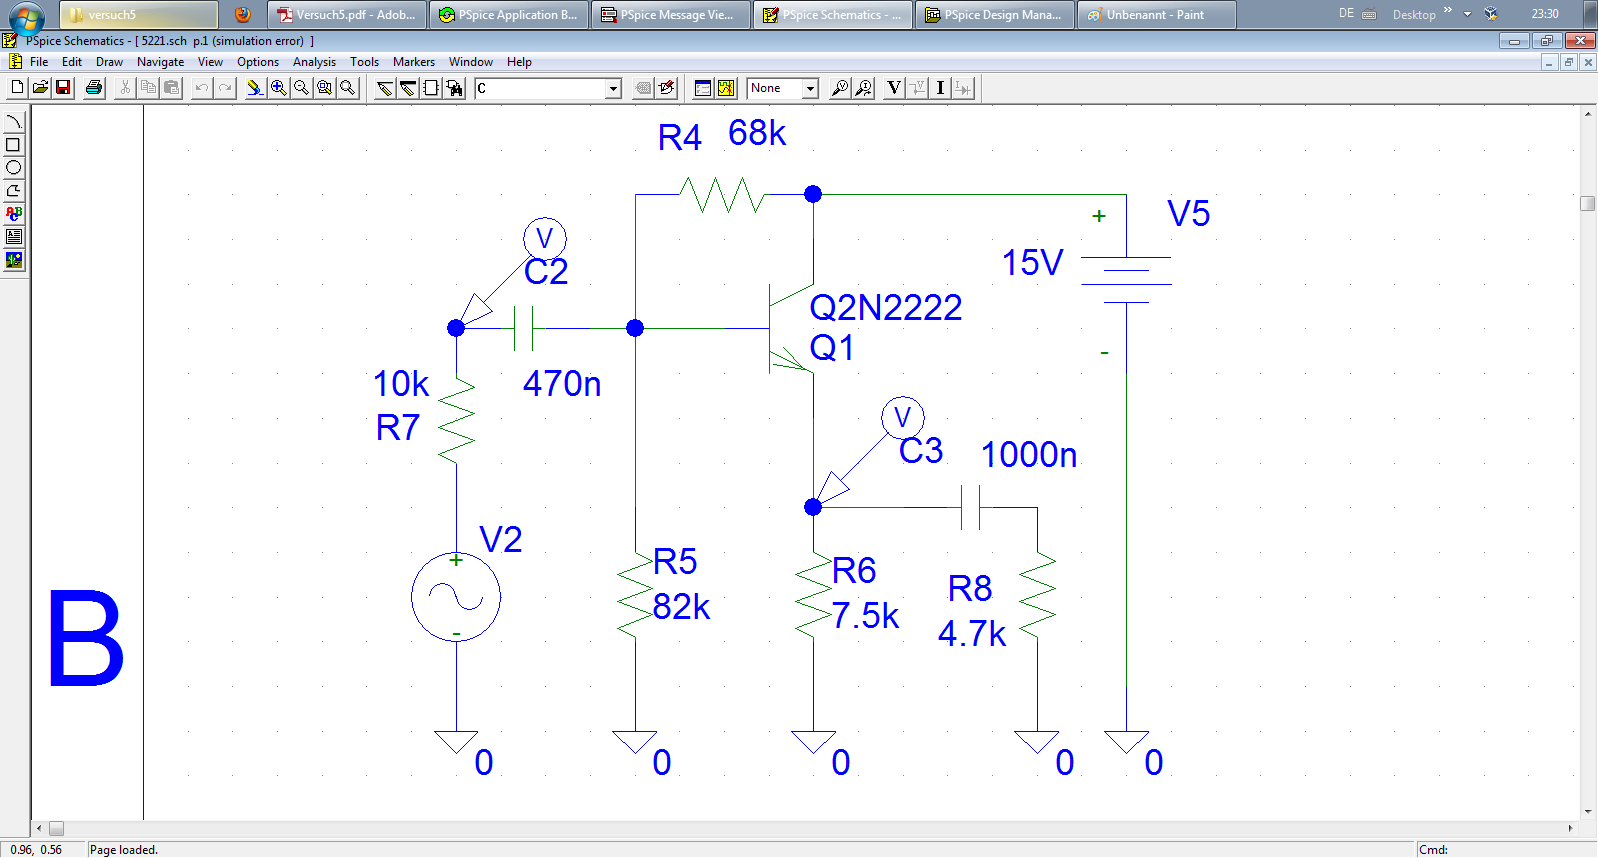 versuch5
Versuch5.pdf - Adob...
PSpice Application B...
PSpice Message Vie...
PSpice Schematics - ...
PSpice Design Mana...
Unbenannt - Paint
DE
Desktop
»
23:30
PSpice Schematics - [ 5221.sch p.1 (simulation error) ]
File Edit Draw Navigate View Options Analysis Tools Markers Window Help
C
None
V
I
ABC
R4 68k
V
C2
+
V5
15V
Q2N2222
Q1
-
10k
470n
R7
V
C3
1000n
V2
+
-
R5
82k
R6
7.5k
R8
4.7k
B
0
0
0
0
0
0.96, 0.56
Page loaded.
Cmd: